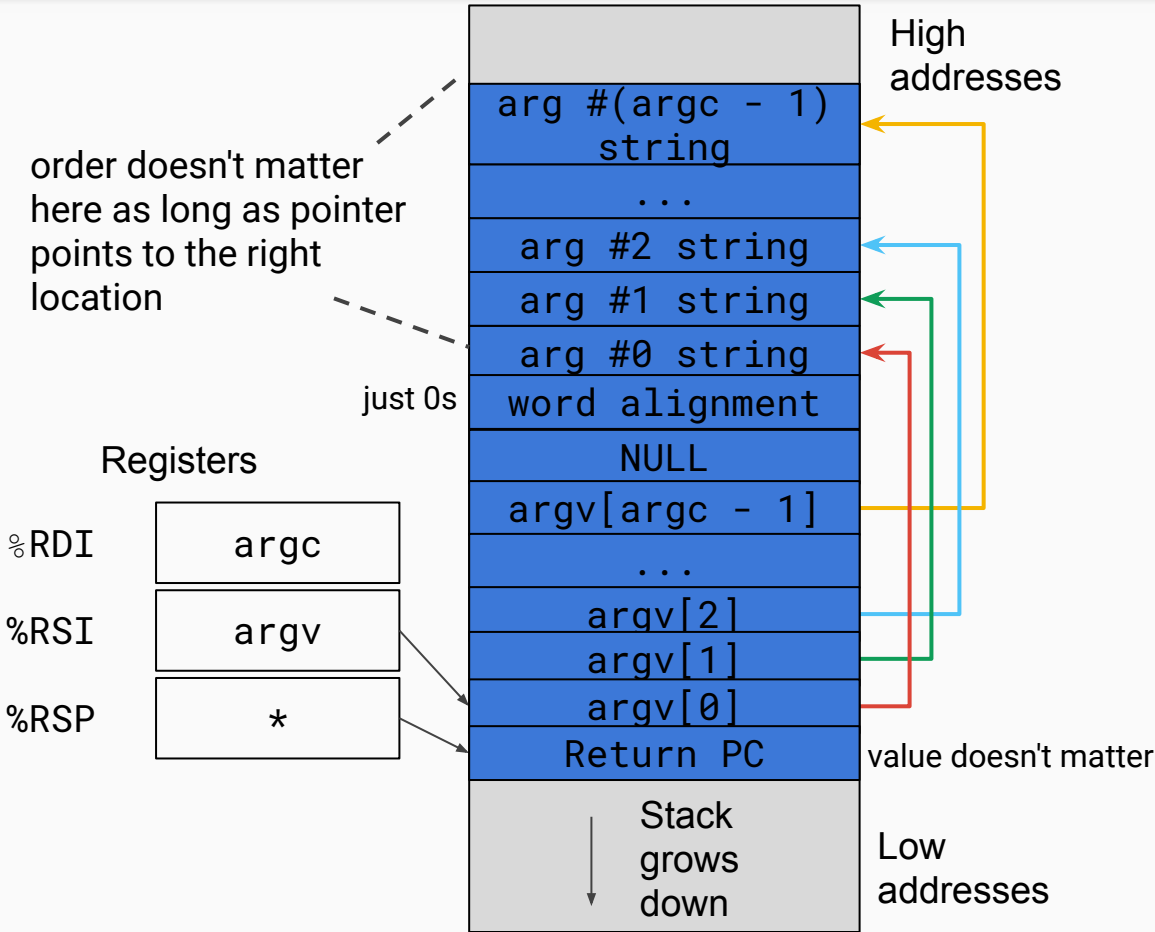 High
addresses
arg #(argc - 1)
string
order doesn't matter
here as long as pointer
points to the right
location
...
arg #2 string
arg #1 string
arg #0 string
just 0s
word alignment
NULL
Registers
argv[argc - 1]
%RDI
argc
...
argv[2]
%RSI
argv
argv[1]
argv[0]
%RSP
*
Return PC
value doesn't matter
Stack
grows
down
Low
addresses